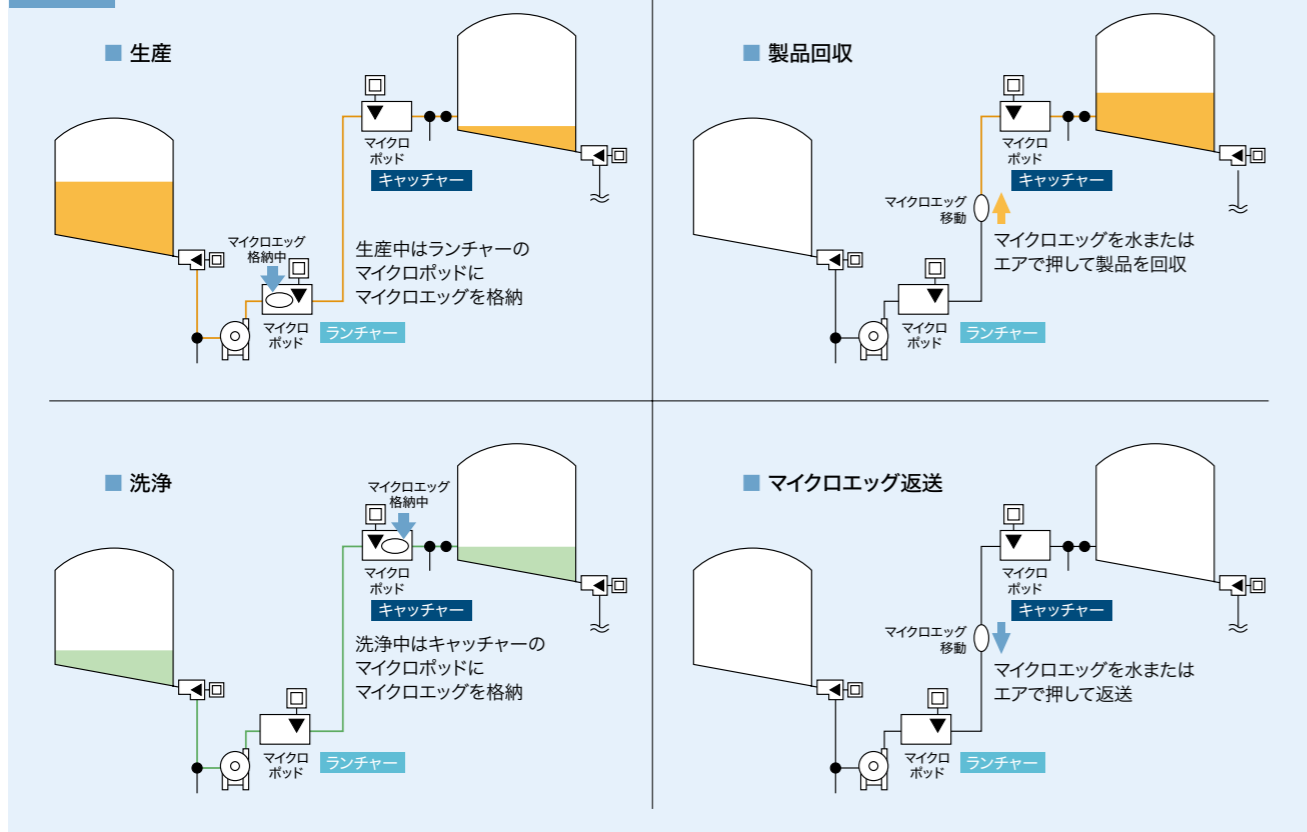 生産
マイクロ
ポッド
キャッチャー
マイクロエッグ
格納中
生産中はランチャーの
マイクロポッドに
マイクロエッグを格納
マイクロ
ポッド
ランチャー
製品回収
マイクロ
ポッド
キャッチャー
マイクロエッグ
移動
マイクロエッグを水または
エアで押して製品を回収
マイクロ
ポッド
ランチャー
洗浄
マイクロエッグ
格納中
マイクロ
ポッド
キャッチャー
洗浄中はキャッチャーの
マイクロポッドに
マイクロエッグを格納
マイクロ
ポッド
ランチャー
マイクロエッグ返送
マイクロ
ポッド
キャッチャー
マイクロエッグ
移動
マイクロエッグを水または
エアで押して返送
マイクロ
ポッド
ランチャー